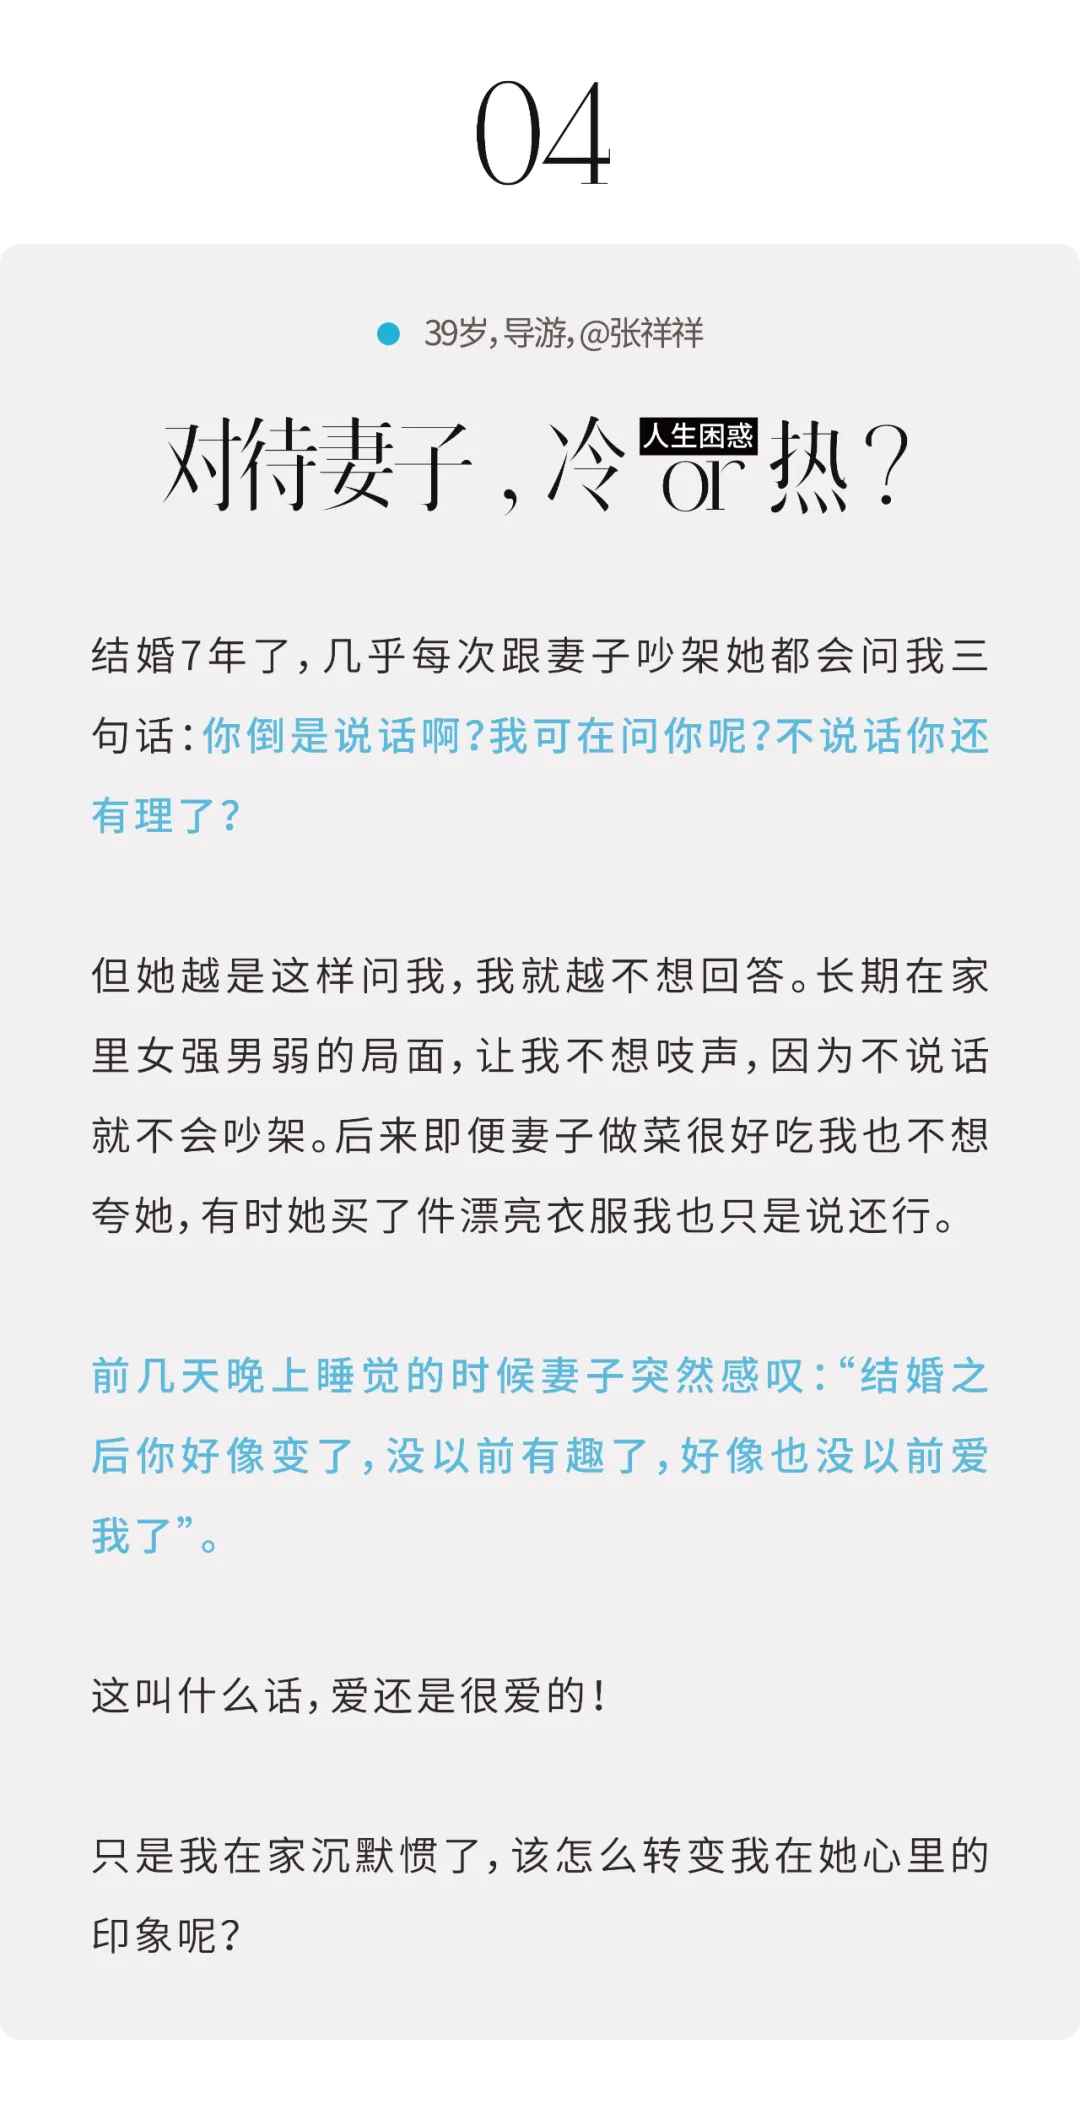 04
39岁，导游，@张祥祥
对待妻子，冷or热？
人生困惑
结婚7年了，几乎每次跟妻子吵架她都会问我三
句话：你倒是说话啊？我可在问你呢？不说话你还
有理了？
但她越是这样问我，我就越不想回答。长期在家
里女强男弱的局面，让我不想吱声，因为不说话
就不会吵架。后来即便妻子做菜很好吃我也不想
夸她，有时她买了件漂亮衣服我也只是说还行。
前几天晚上睡觉的时候妻子突然感叹：“结婚之
后你好像变了，没以前有趣了，好像也没以前爱
我了”。
这叫什么话，爱还是很爱的！
只是我在家沉默惯了，该怎么转变我在她心里的
印象呢？